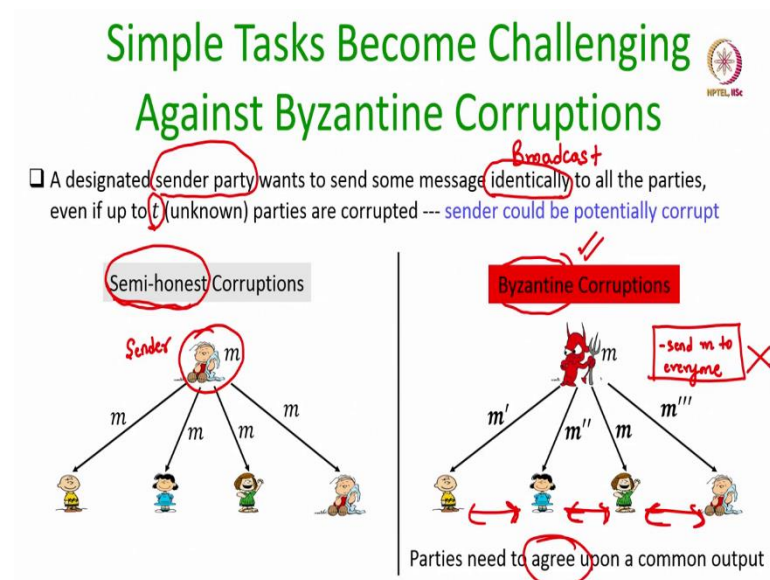 Simple Tasks Become Challenging
Against Byzantine Corruptions
NPTEL, IISc
Broadcast
❑ A designated sender party wants to send some message identically to all the parties,
even if up to t (unknown) parties are corrupted --- sender could be potentially corrupt
Semi-honest Corruptions
Byzantine Corruptions
Sender
m
m
- send m to
everyone
m
m
m
m
m′
m′′
m
m′′′
Parties need to agree upon a common output